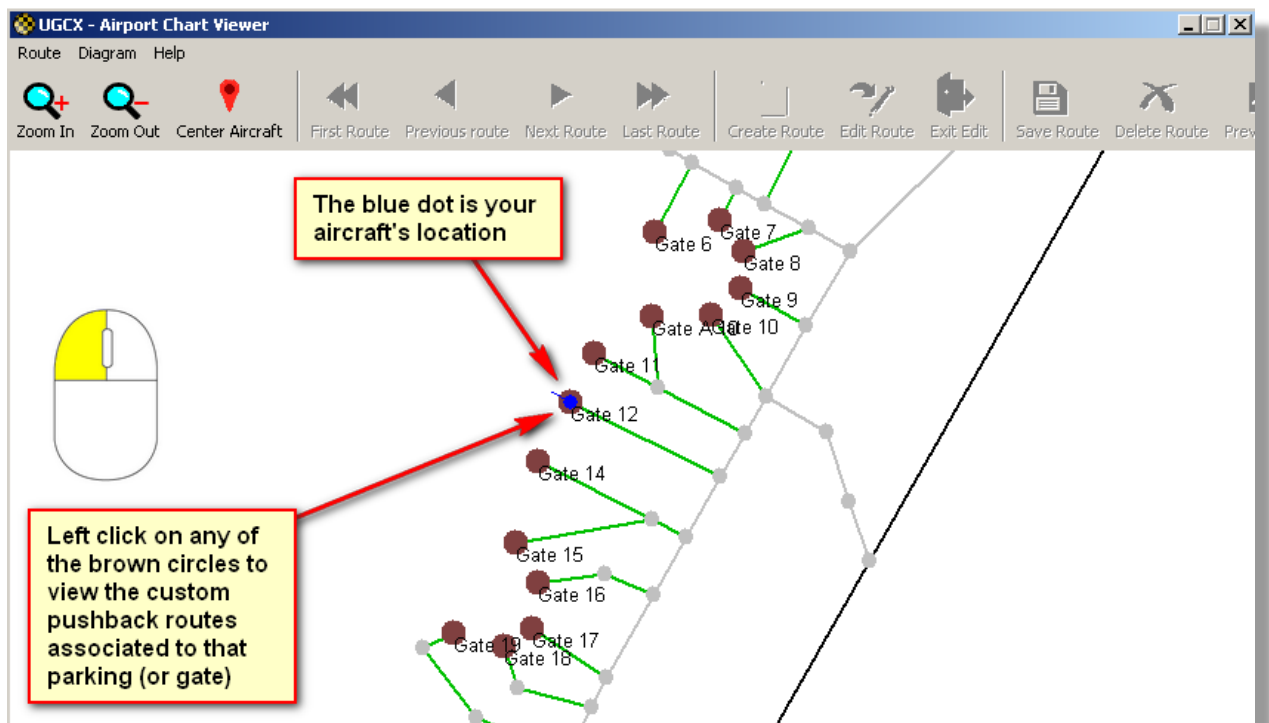 UGCX - Airport Chart Viewer
Route Diagram Help
Zoom In Zoom Out Center Aircraft First Route Previous route Next Route Last Route Create Route Edit Route Exit Edit Save Route Delete Route
The blue dot is your
aircraft's location
Gate 6
Gate 7
Gate 8
Gate 9
Gate 10
Gate 11
Gate 12
Gate 14
Gate 15
Gate 16
Gate 17
Gate 18
Gate 19
Left click on any of
the brown circles to
view the custom
pushback routes
associated to that
parking (or gate)